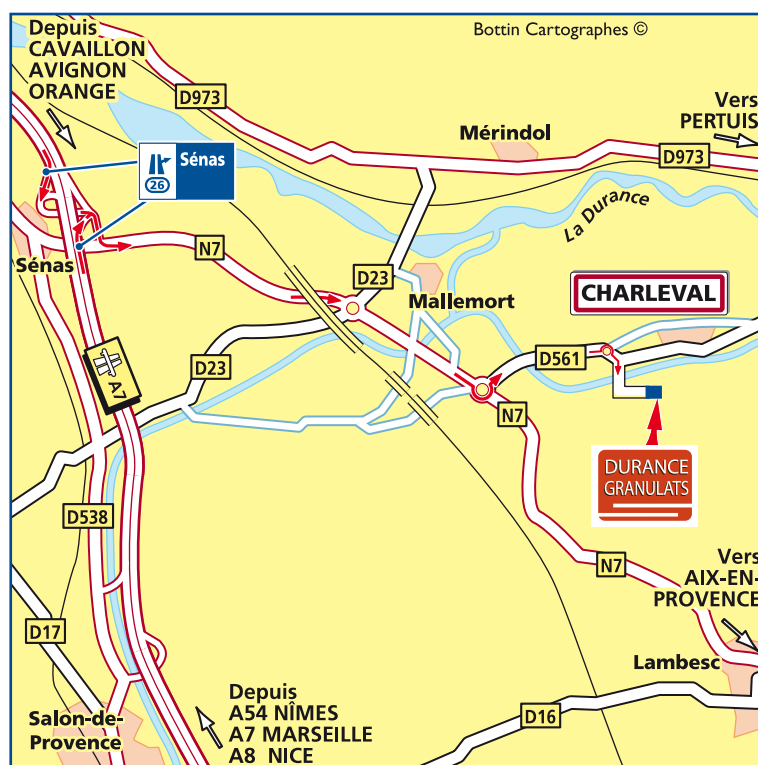 Depuis
CAVAILLON
AVIGNON
ORANGE
Bottin Cartographes ©
D973
Vers
PERTUIS
Mérindol
D973
Sénas
26
La Durance
N7
Sénas
D23
Mallemort
CHARLEVAL
D23
D561
A7
N7
DURANCE
GRANULATS
D538
N7
Vers
AIX-EN-
PROVENCE
D17
Lambesc
Depuis
A54 NÎMES
A7 MARSEILLE
A8 NICE
Salon-de-
Provence
D16